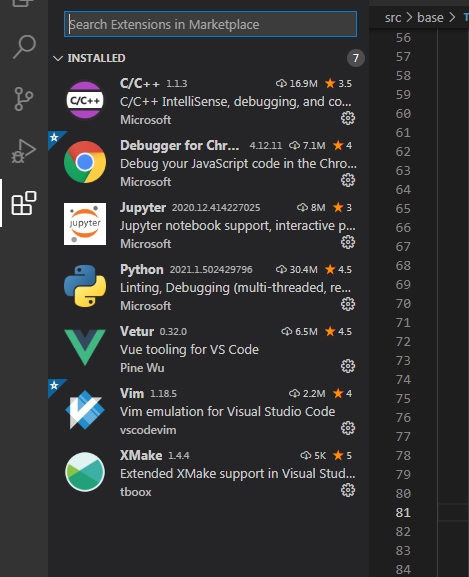 Search Extensions in Marketplace
src > base > T
INSTALLED 7
C/C++ 1.1.3 16.9M 3.5
C/C++ IntelliSense, debugging, and co...
Microsoft
Debugger for Chr... 4.12.11 7.1M 4
Debug your JavaScript code in the Chro...
Microsoft
Jupyter 2020.12.414227025 8M 3
Jupyter notebook support, interactive p...
Microsoft
Python 2021.1.502429796 30.4M 4.5
Linting, Debugging (multi-threaded, re...
Microsoft
Vetur 0.32.0 6.5M 4.5
Vue tooling for VS Code
Pine Wu
Vim 1.18.5 2.2M 4
Vim emulation for Visual Studio Code
vscodevim
XMake 1.4.4 5K 5
Extended XMake support in Visual Stud...
tboox
C/C++
jupyter
56
57
58
59
60
61
62
63
64
65
66
67
68
69
70
71
72
73
74
75
76
77
78
79
80
81
82
83
84